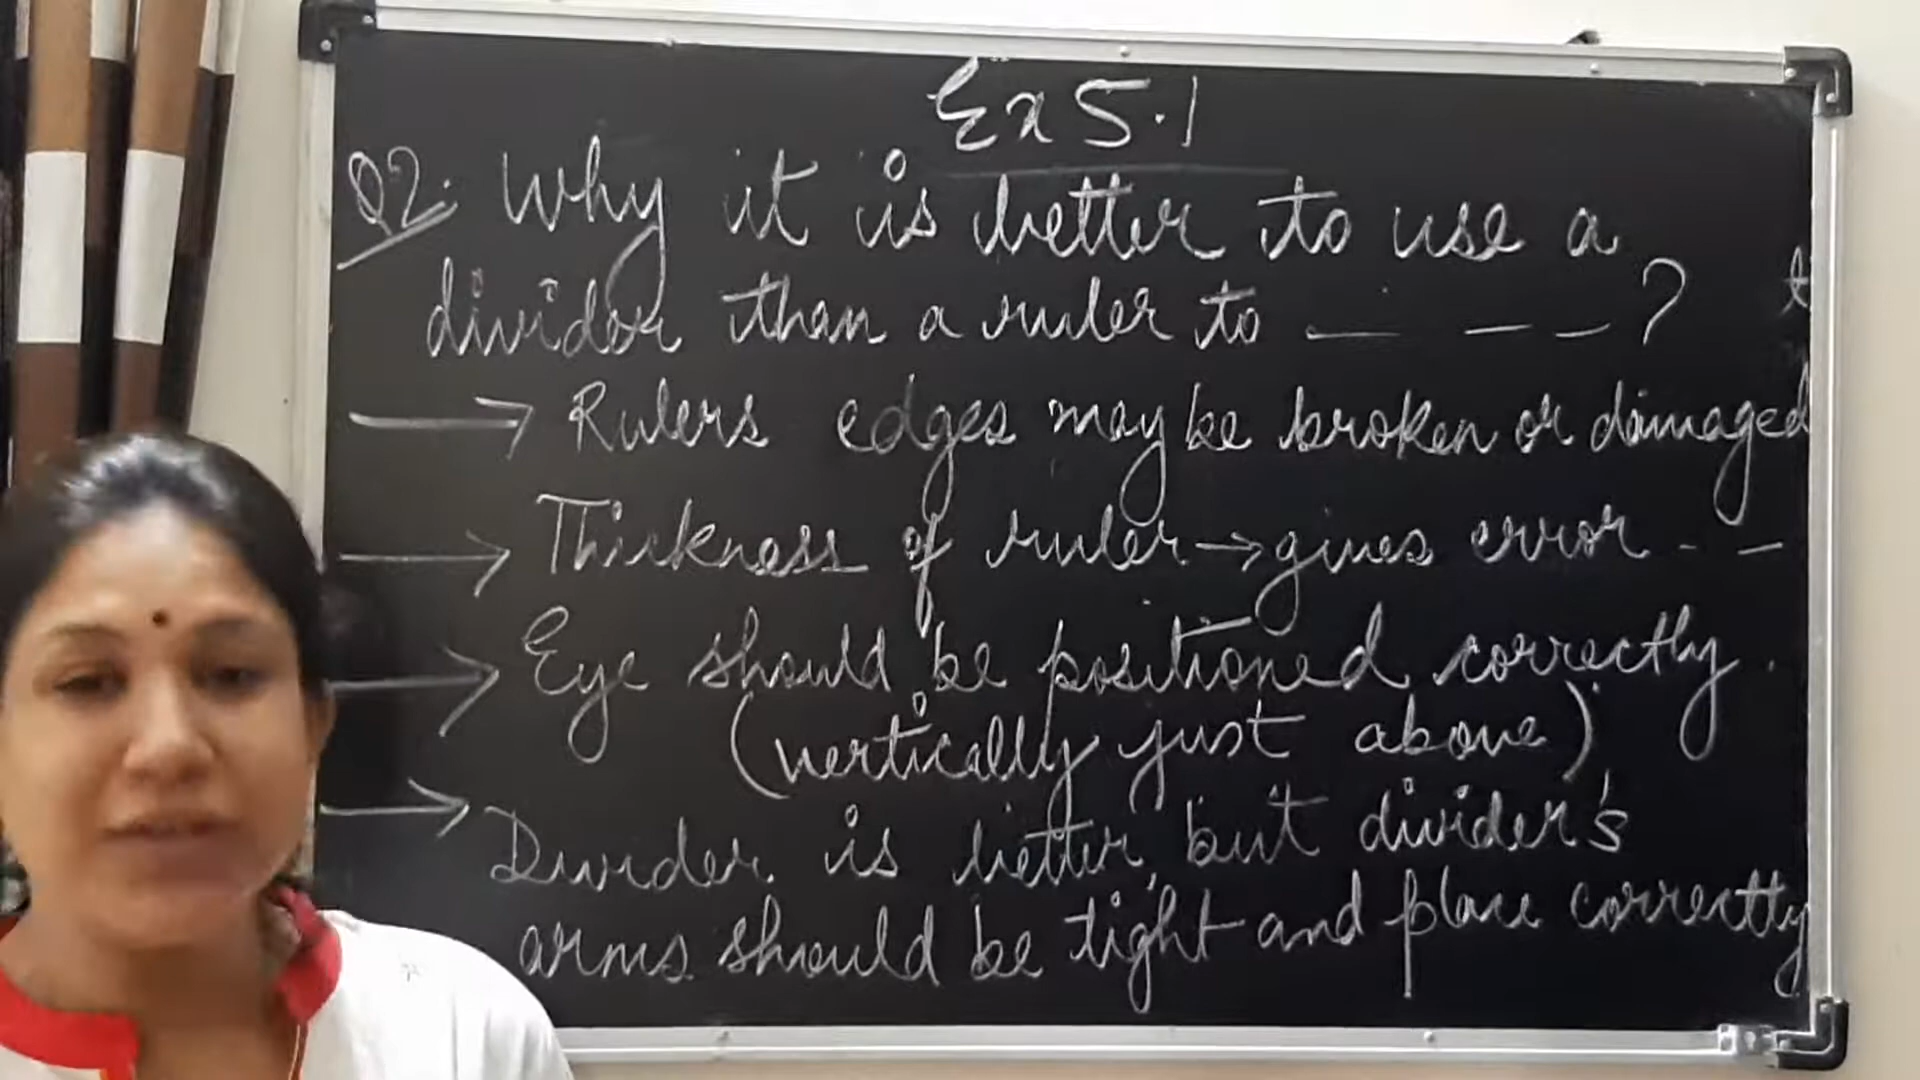 Ex 5.1
Q2: Why it is better to use a
divider than a ruler to — — — ?
→ Rulers edges may be broken or damaged
→ Thickness of ruler → gives error - –
→ Eye should be positioned correctly.
(vertically just above)
→ Divider is better, but divider's
arms should be tight and place correctly